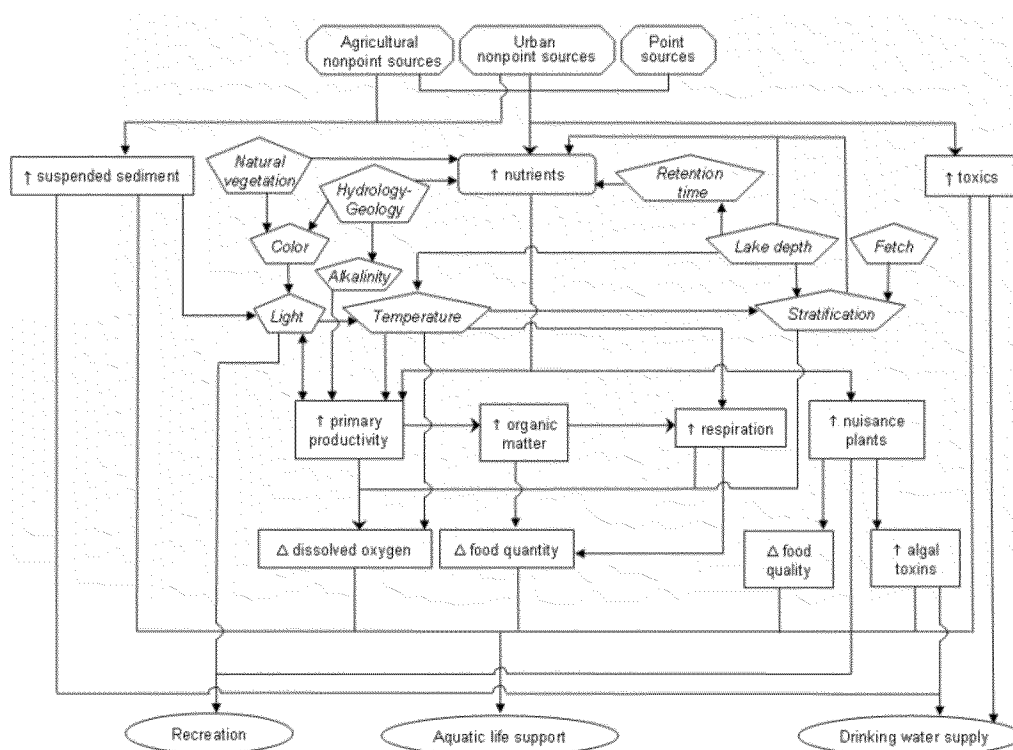 Agricultural
nonpoint sources
Urban
nonpoint sources
Point
sources
↑ suspended sediment
Natural
vegetation
Hydrology-
Geology
↑ nutrients
Retention
time
↑ toxics
Color
Alkalinity
Lake depth
Fetch
Light
Temperature
Stratification
↑ primary
productivity
↑ organic
matter
↑ respiration
↑ nuisance
plants
Δ dissolved oxygen
Δ food quantity
Δ food
quality
↑ algal
toxins
Recreation
Aquatic life support
Drinking water supply